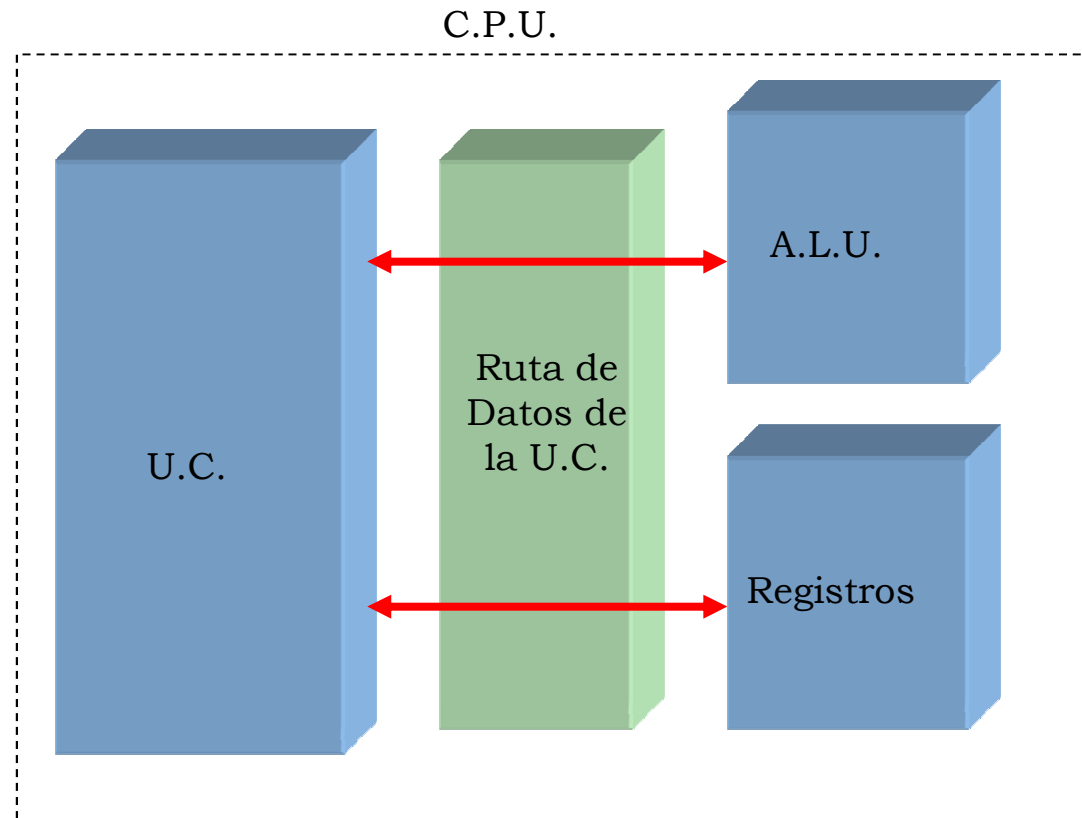 C.P.U.
A.L.U.
Ruta de
Datos de
la U.C.
U.C.
Registros